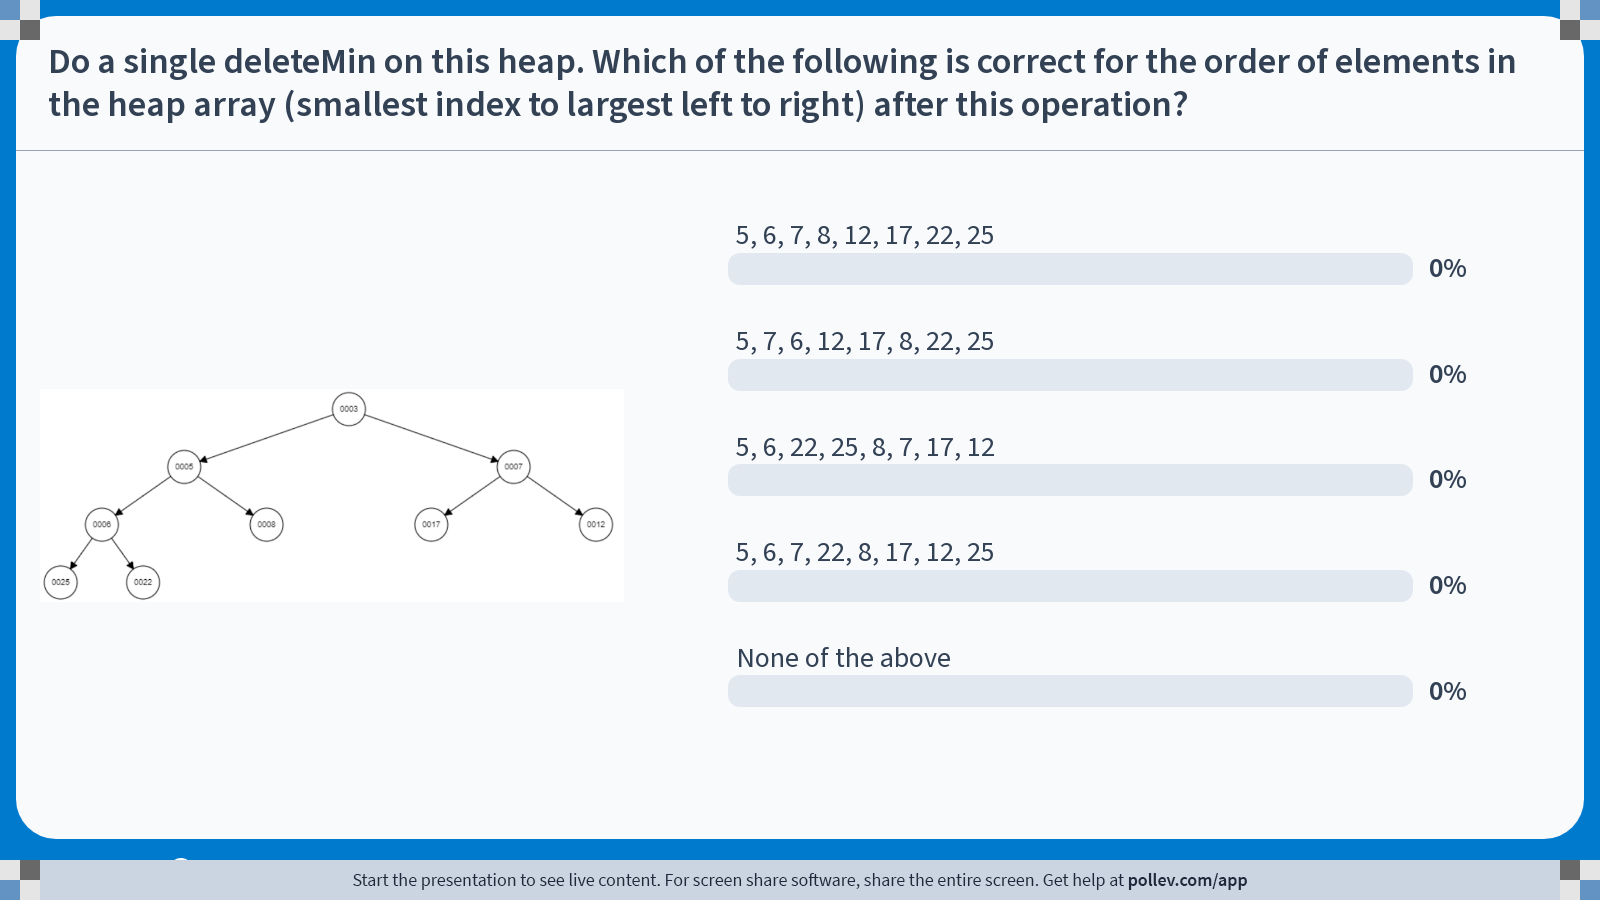 Do a single deleteMin on this heap. Which of the following is correct for the order of elements in
the heap array (smallest index to largest left to right) after this operation?
5, 6, 7, 8, 12, 17, 22, 25
0%
5, 7, 6, 12, 17, 8, 22, 25
0%
5, 6, 22, 25, 8, 7, 17, 12
0%
5, 6, 7, 22, 8, 17, 12, 25
0%
None of the above
0%
0003
0005
0007
0006
0008
0017
0012
0025
0022
Start the presentation to see live content. For screen share software, share the entire screen. Get help at pollev.com/app